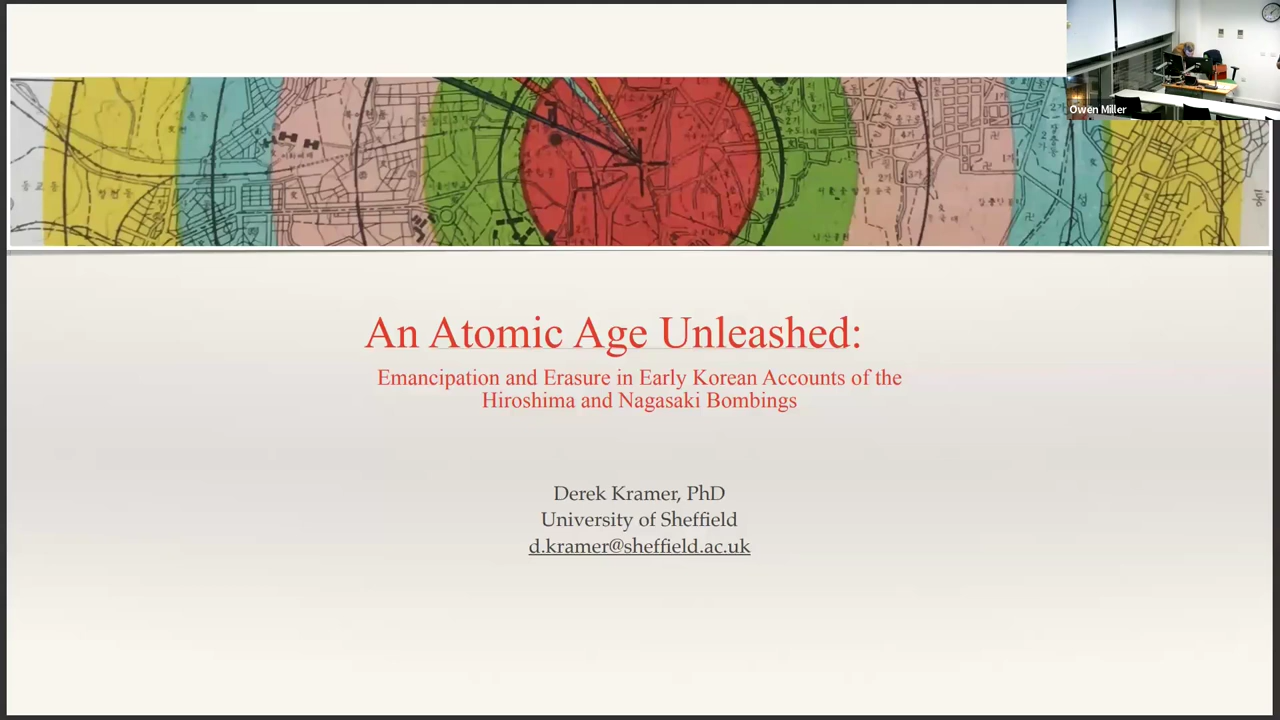 Owen Miller
An Atomic Age Unleashed:
Emancipation and Erasure in Early Korean Accounts of the
Hiroshima and Nagasaki Bombings
Derek Kramer, PhD
University of Sheffield
d.kramer@sheffield.ac.uk